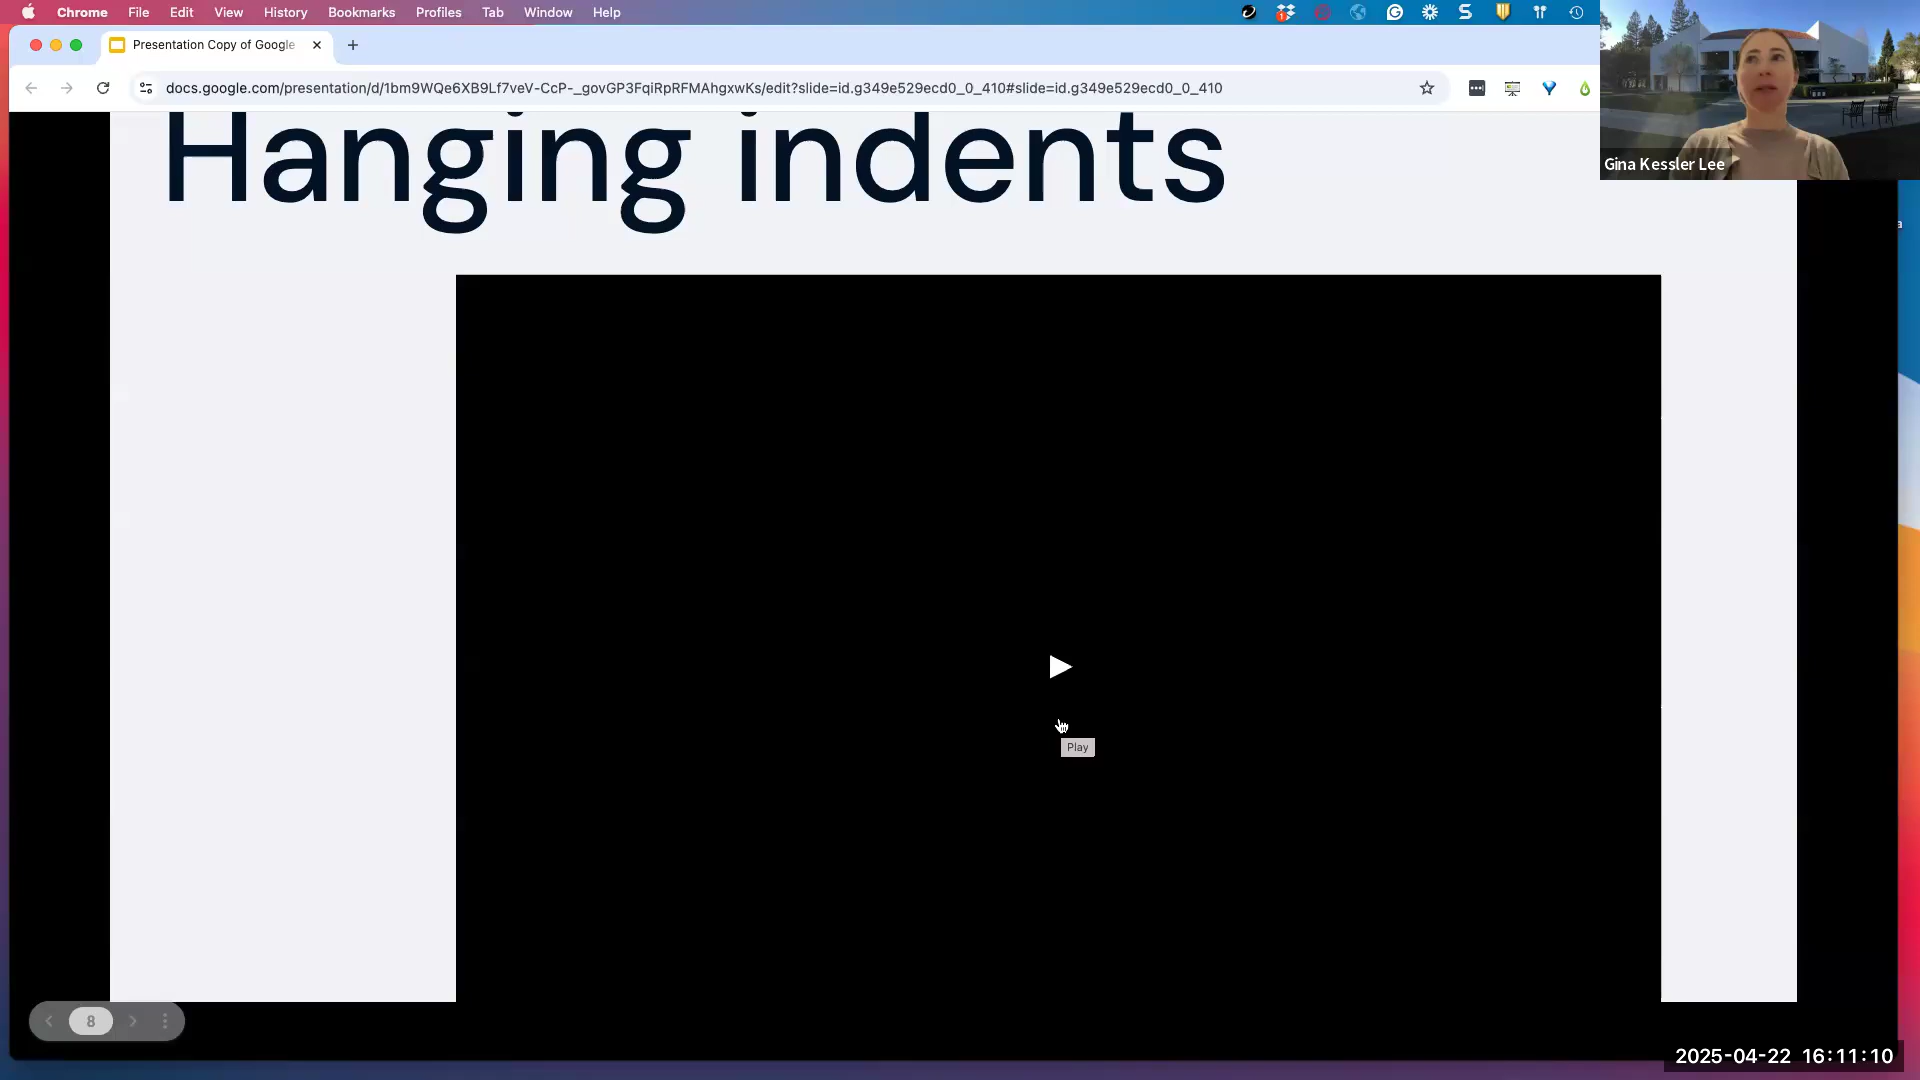 Chrome File Edit View History Bookmarks Profiles Tab Window Help
1
Presentation Copy of Google
docs.google.com/presentation/d/1bm9WQe6XB9Lf7veV-CcP-_govGP3FqiRpRFMAhgxwKs/edit?slide=id.g349e529ecd0_0_410#slide=id.g349e529ecd0_0_410
Gina Kessler Lee
Hanging indents
a
Play
8
2025-04-22 16:11:10